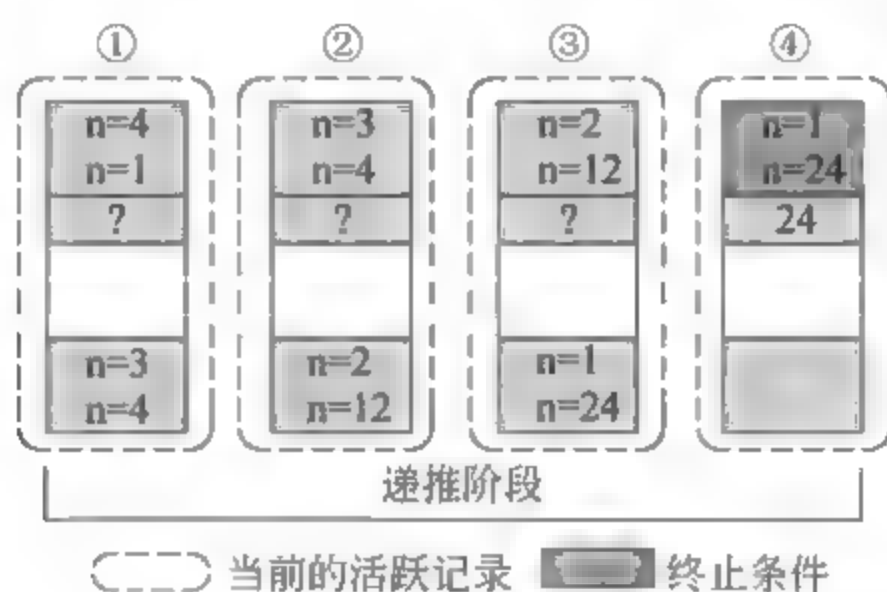 ① ② ③ ④
n=4 n=3 n=2 n=1
n=1 n=4 n=12 n=24
? ? ? 24
n=3 n=2 n=1
n=4 n=12 n=24
递推阶段
当前的活跃记录 终止条件